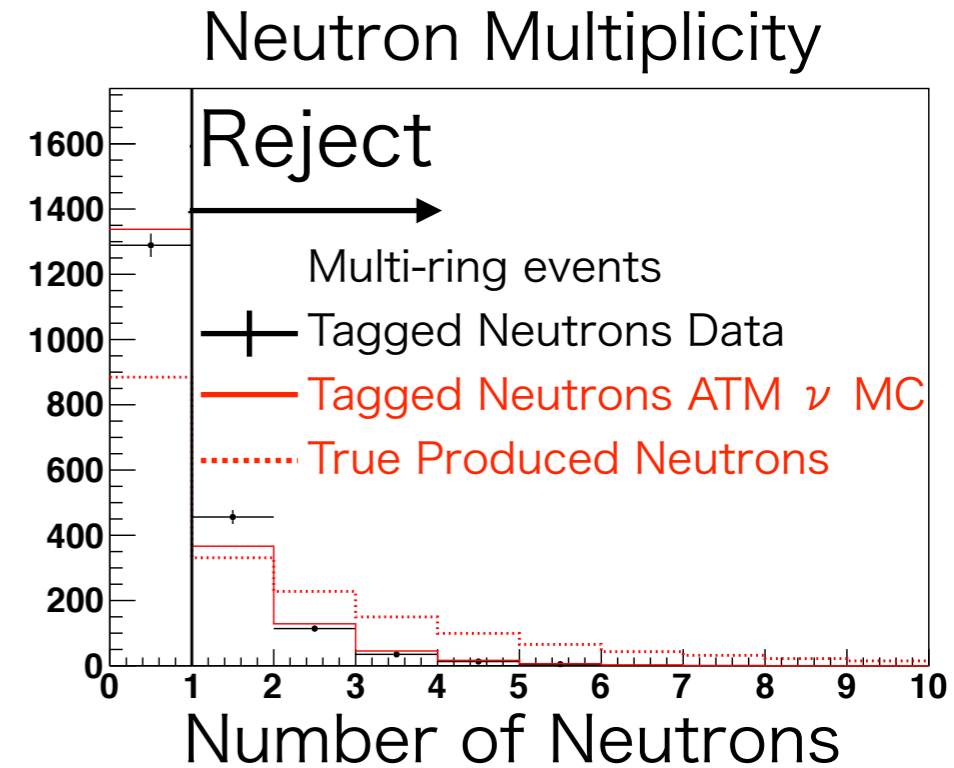 Neutron Multiplicity
1600
1400
1200
1000
800
600
400
200
0
Reject
Multi-ring events
Tagged Neutrons Data
Tagged Neutrons ATM ν MC
True Produced Neutrons
0 1 2 3 4 5 6 7 8 9 10
Number of Neutrons